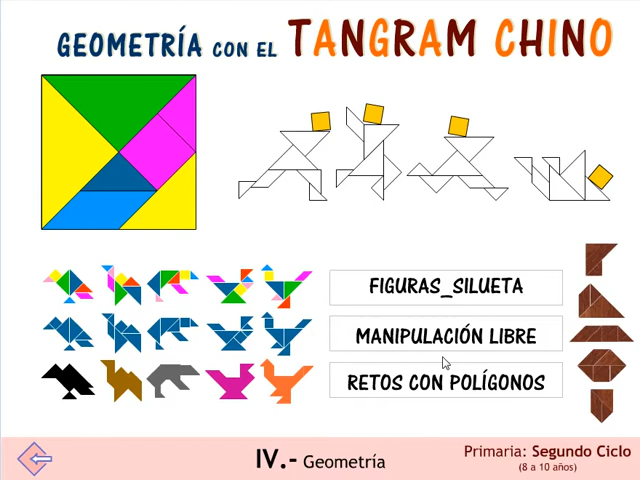 GEOMETRÍA CON EL TANGRAM CHINO
FIGURAS_SILUETA
MANIPULACIÓN LIBRE
RETOS CON POLÍGONOS
IV.- Geometría
Primaria: Segundo Ciclo
(8 a 10 años)